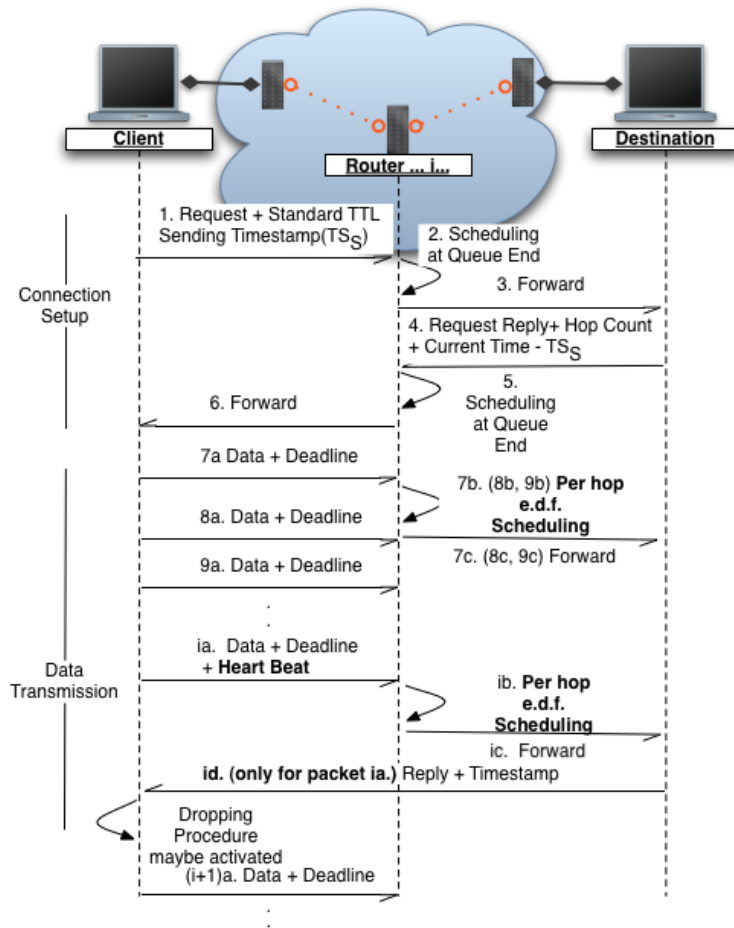 Client
Router ... i...
Destination
1. Request + Standard TTL
Sending Timestamp(TSS)
2. Scheduling
at Queue End
3. Forward
Connection
Setup
4. Request Reply+ Hop Count
+ Current Time - TSS
5.
Scheduling
at Queue
End
6. Forward
7a Data + Deadline
7b. (8b, 9b) Per hop
e.d.f.
Scheduling
8a. Data + Deadline
7c. (8c, 9c) Forward
9a. Data + Deadline
.
.
ia. Data + Deadline
+ Heart Beat
Data
Transmission
ib. Per hop
e.d.f.
Scheduling
ic. Forward
id. (only for packet ia.) Reply + Timestamp
Dropping
Procedure
maybe activated
(i+1)a. Data + Deadline
.
.